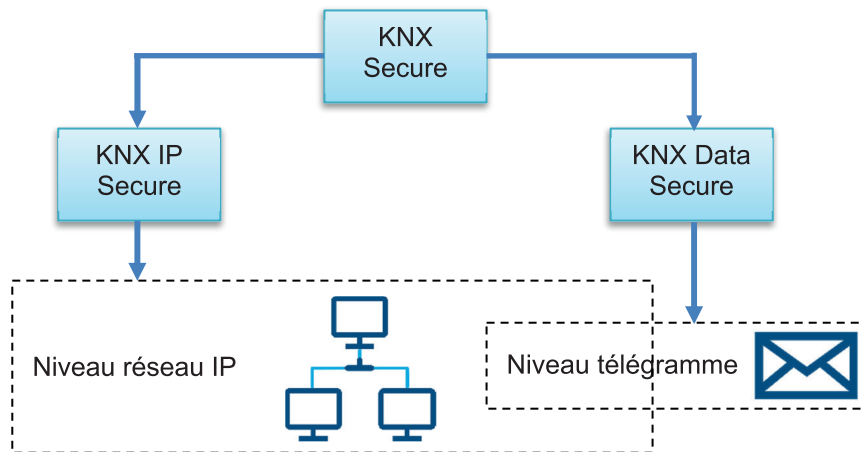 KNX
Secure
KNX IP
Secure
KNX Data
Secure
Niveau réseau IP
Niveau télégramme